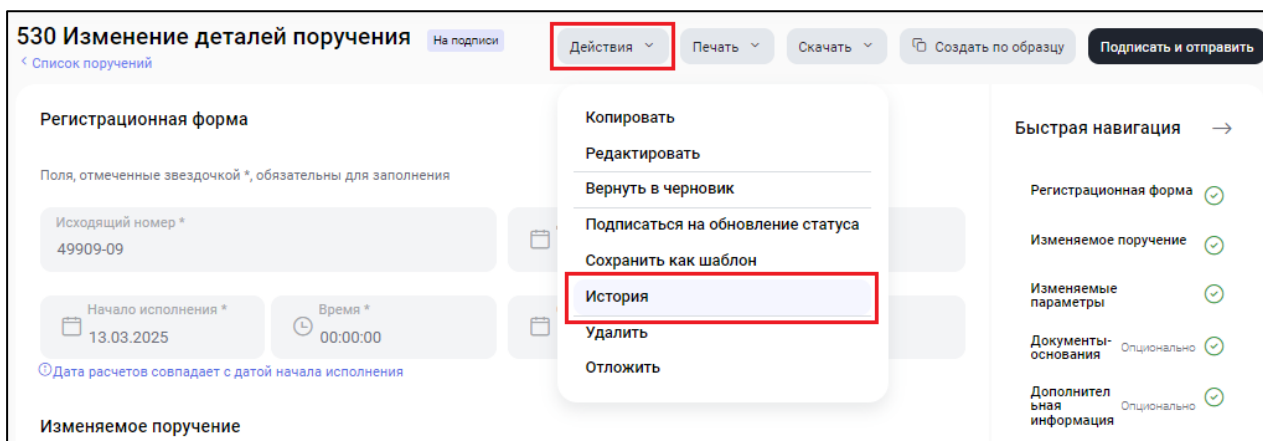 530 Изменение деталей поручения На подписи Действия Печать Скачать Создать по образцу Подписать и отправить
Список поручений
Регистрационная форма
Поля, отмеченные звездочкой *, обязательны для заполнения
Исходящий номер *
49909-09
Начало исполнения * Время *
13.03.2025 00:00:00
Дата расчетов совпадает с датой начала исполнения
Изменяемое поручение
Копировать
Редактировать
Вернуть в черновик
Подписаться на обновление статуса
Сохранить как шаблон
История
Удалить
Отложить
Быстрая навигация
Регистрационная форма
Изменяемое поручение
Изменяемые
параметры
Документы-
основания Опционально
Дополнител
ьная
информация Опционально